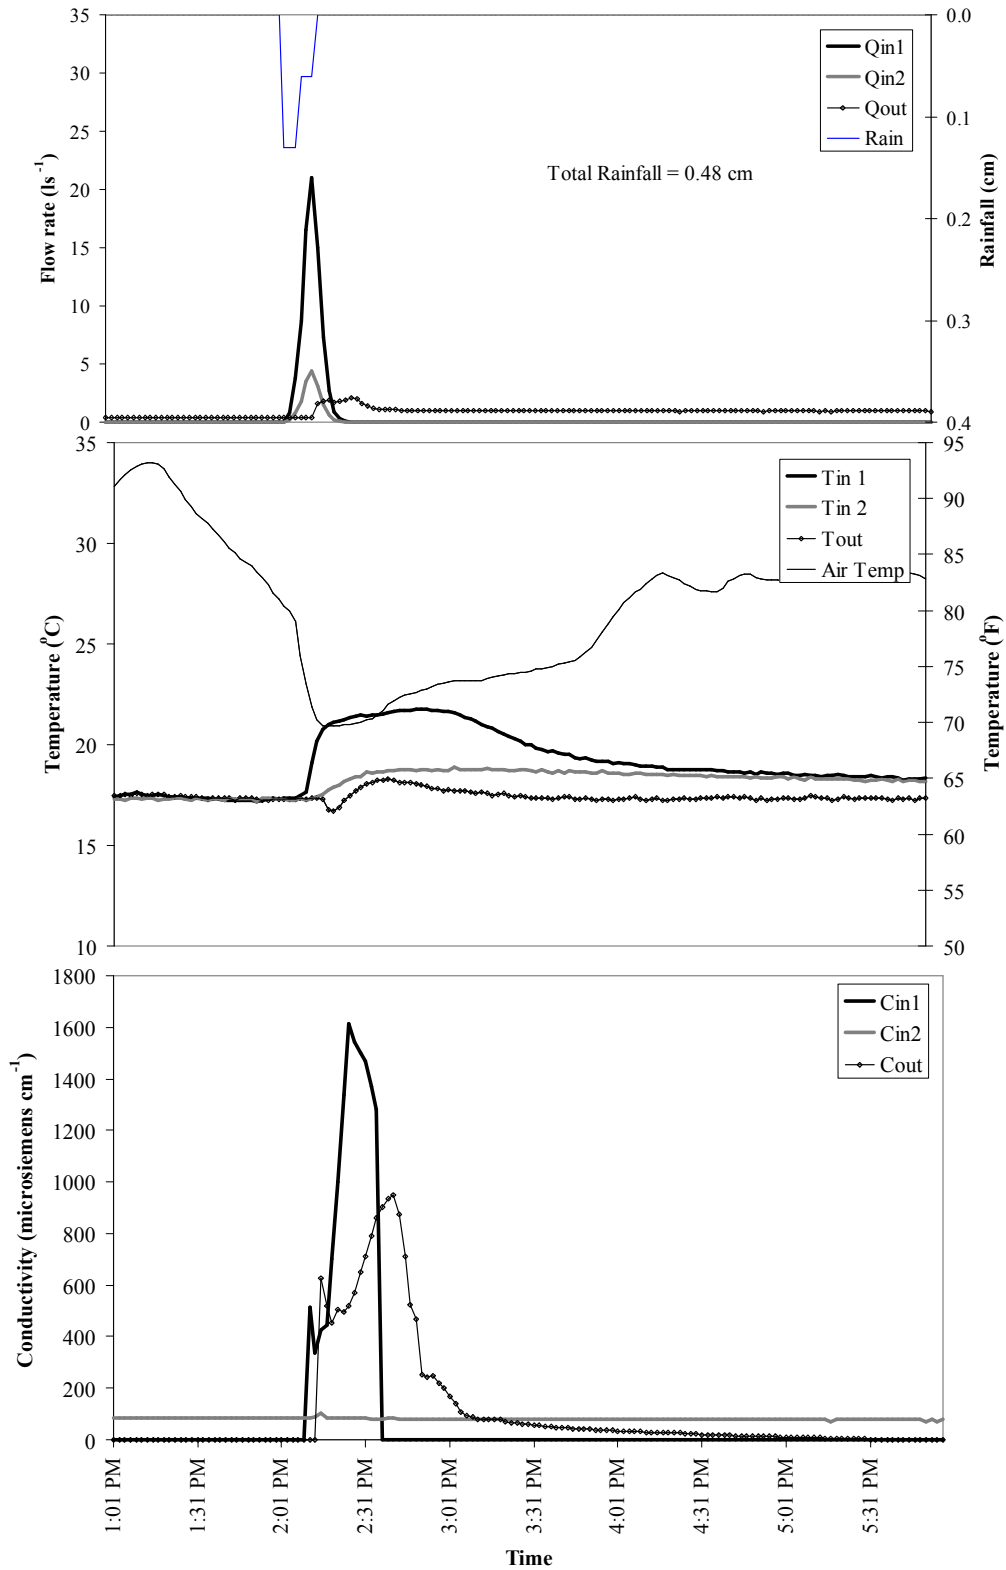 35
30
25
20
15
10
5
0
Flow rate (ls⁻¹)
0.0
0.1
0.2
0.3
0.4
Rainfall (cm)
Qin1
Qin2
Qout
Rain
Total Rainfall = 0.48 cm
35
30
25
20
15
10
Temperature (°C)
95
90
85
80
75
70
65
60
55
50
Temperature (°F)
Tin 1
Tin 2
Tout
Air Temp
1800
1600
1400
1200
1000
800
600
400
200
0
Conductivity (microsiemens cm⁻¹)
Cin1
Cin2
Cout
1:01 PM
1:31 PM
2:01 PM
2:31 PM
3:01 PM
3:31 PM
4:01 PM
4:31 PM
5:01 PM
5:31 PM
Time